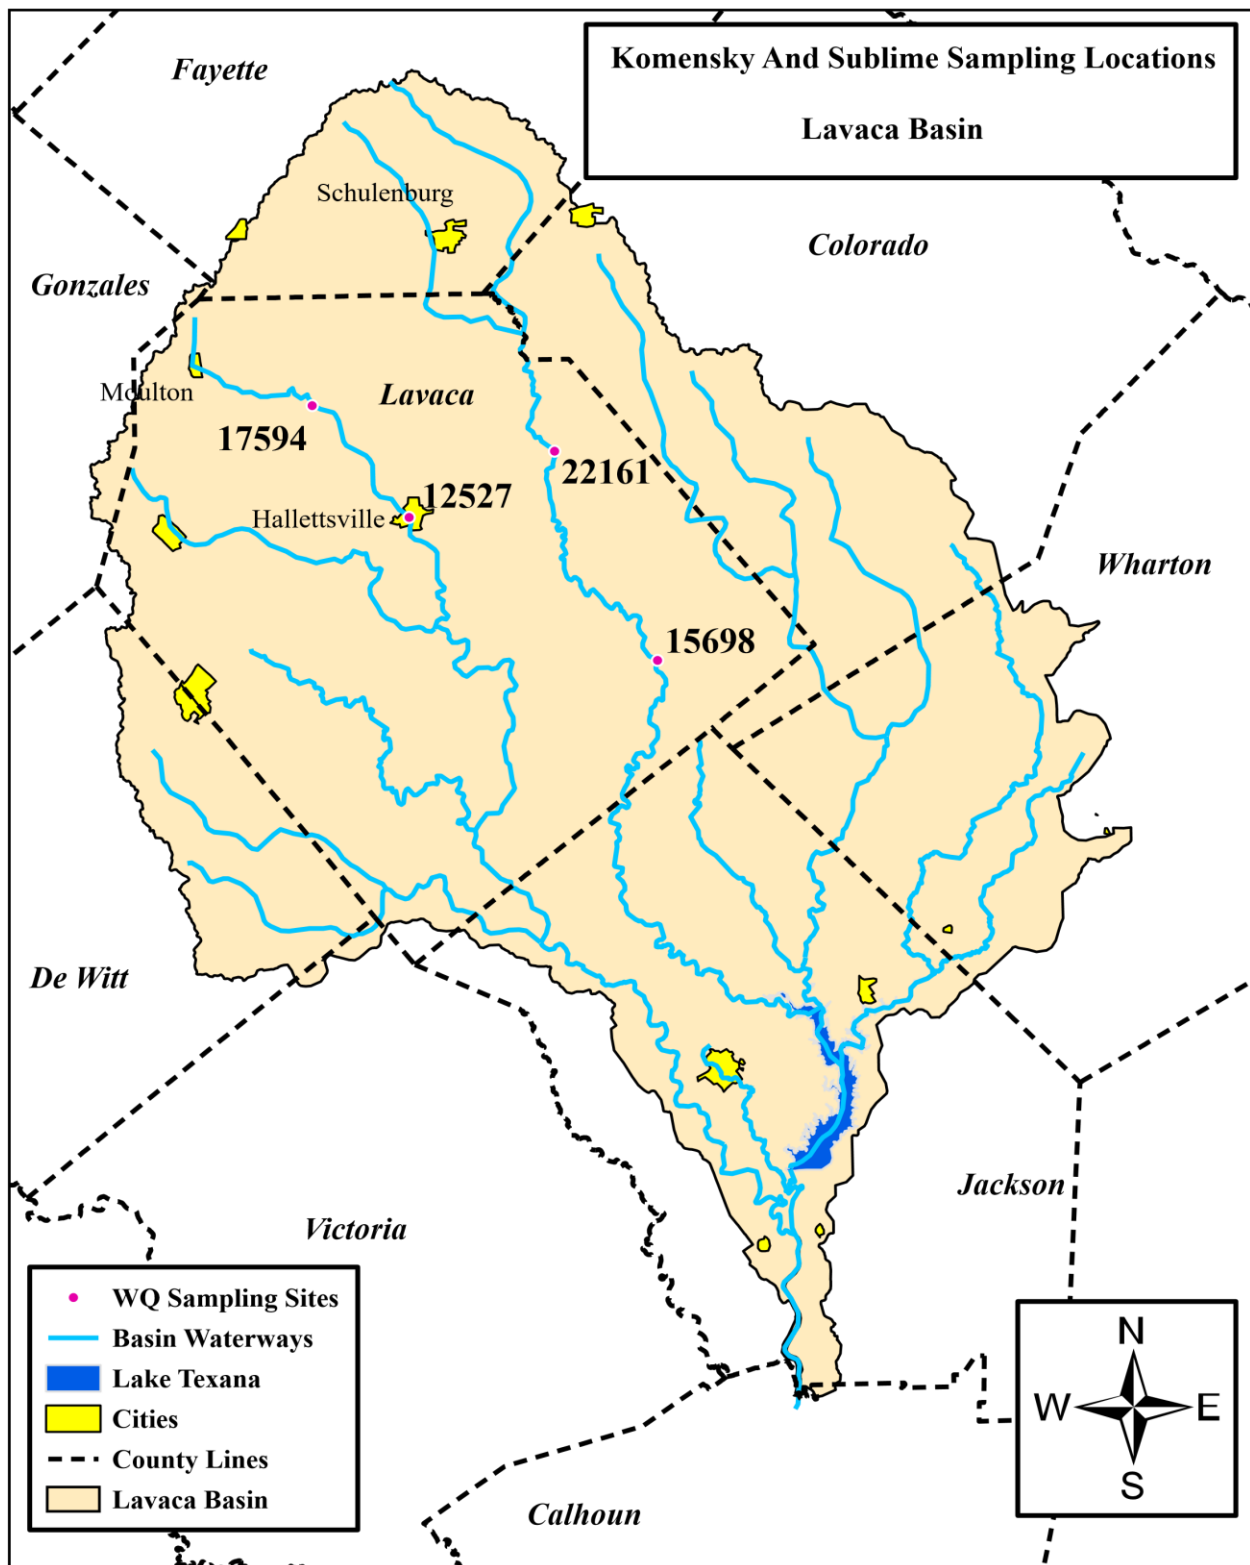 Komensky And Sublime Sampling Locations
Lavaca Basin
Fayette
Schulenburg
Colorado
Gonzales
Moulton
Lavaca
17594
22161
12527
Hallettsville
Wharton
15698
De Witt
Jackson
Victoria
WQ Sampling Sites
Basin Waterways
Lake Texana
Cities
County Lines
Lavaca Basin
Calhoun
N
W E
S